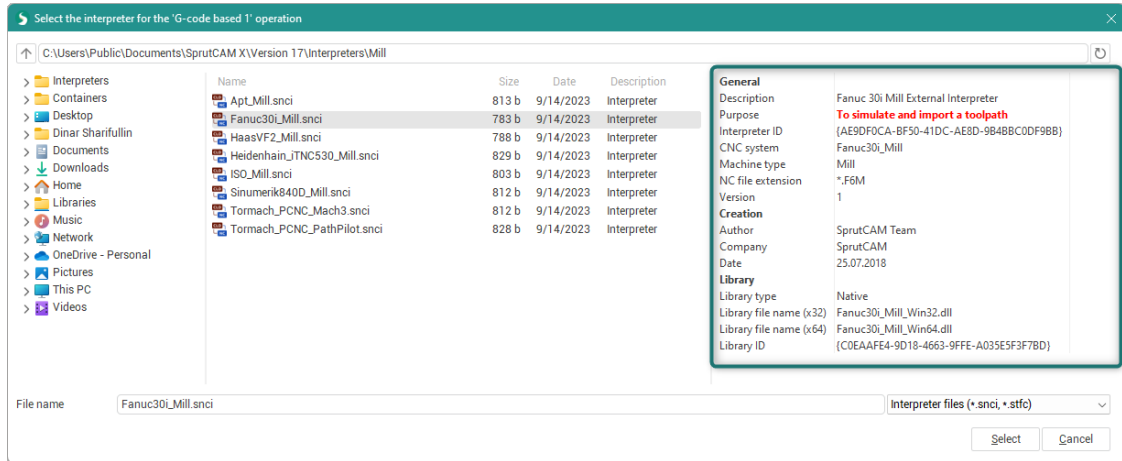 Select the interpreter for the 'G-code based 1' operation
C:\Users\Public\Documents\SprutCAM X\Version 17\Interpreters\Mill
Interpreters
Containers
Desktop
Dinar Sharifullin
Documents
Downloads
Home
Libraries
Music
Network
OneDrive - Personal
Pictures
This PC
Videos
Name Size Date Description
Apt_Mill.snci 813 b 9/14/2023 Interpreter
Fanuc30i_Mill.snci 783 b 9/14/2023 Interpreter
HaasVF2_Mill.snci 788 b 9/14/2023 Interpreter
Heidenhain_iTNC530_Mill.snci 829 b 9/14/2023 Interpreter
ISO_Mill.snci 803 b 9/14/2023 Interpreter
Sinumerik840D_Mill.snci 812 b 9/14/2023 Interpreter
Tormach_PCNC_Mach3.snci 812 b 9/14/2023 Interpreter
Tormach_PCNC_PathPilot.snci 828 b 9/14/2023 Interpreter
General
Description Fanuc 30i Mill External Interpreter
Purpose To simulate and import a toolpath
Interpreter ID {AE9DF0CA-BF50-41DC-AE8D-9B4BBC0DF9BB}
CNC system Fanuc30i_Mill
Machine type Mill
NC file extension *.F6M
Version 1
Creation
Author SprutCAM Team
Company SprutCAM
Date 25.07.2018
Library
Library type Native
Library file name (x32) Fanuc30i_Mill_Win32.dll
Library file name (x64) Fanuc30i_Mill_Win64.dll
Library ID {C0EAAFE4-9D18-4663-9FFE-A035E5F3F7BD}
File name Fanuc30i_Mill.snci Interpreter files (*.snci, *.stfc)
Select Cancel